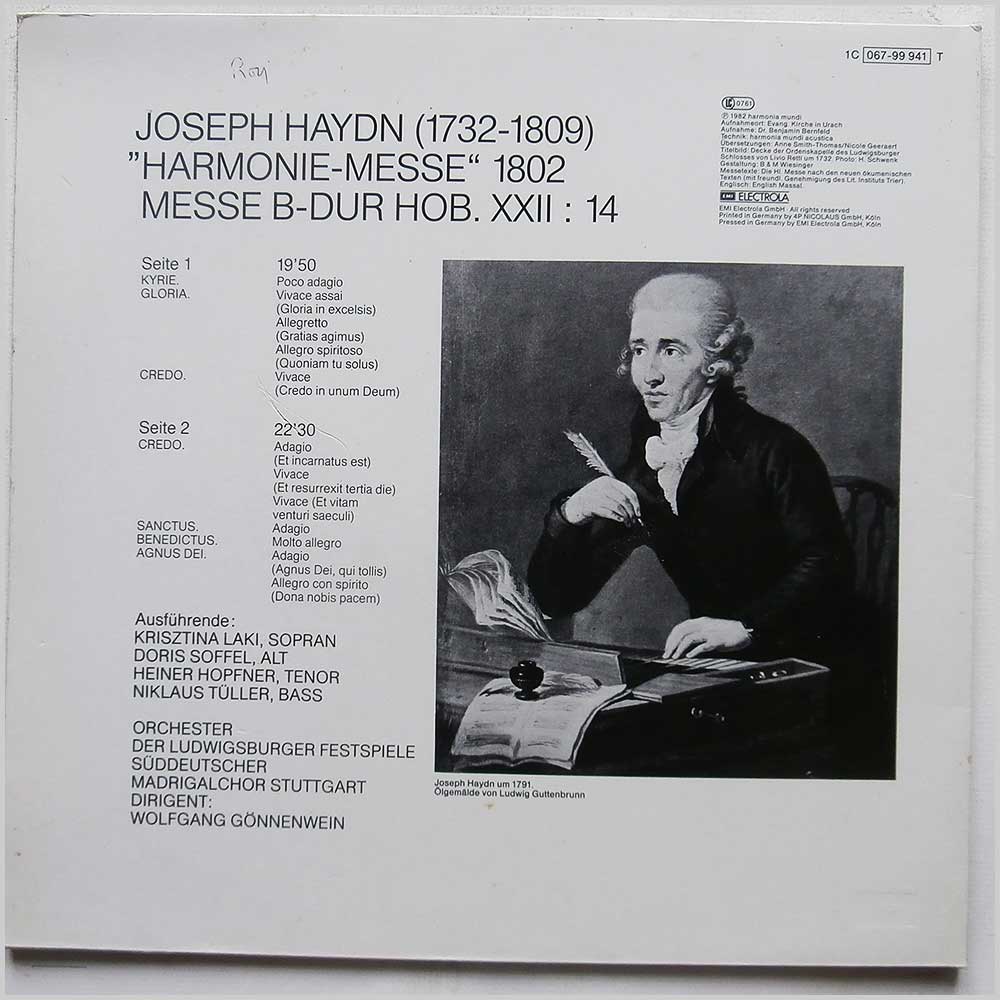 1C 067-99 941 T
JOSEPH HAYDN (1732-1809)
”HARMONIE-MESSE“ 1802
MESSE B-DUR HOB. XXII : 14
LC 0761
℗ 1982 harmonia mundi
Aufnahmeort: Evang. Kirche in Urach
Aufnahme: Dr. Benjamin Bernfeld
Technik: harmonia mundi acustica
Übersetzungen: Anne Smith-Thomas/Nicole Geeraert
Titelbild: Decke der Ordenskapelle des Ludwigsburger
Schlosses von Livio Retti um 1732. Photo: H. Schwenk
Gestaltung: B & M Wiesinger
Messetexte: Die Hl. Messe nach den neuen ökumenischen
Texten (mit freundl. Genehmigung des Lit. Instituts Trier).
Englisch: English Massal.
EMI ELECTROLA
EMI Electrola GmbH · All rights reserved
Printed in Germany by 4P NICOLAUS GmbH, Köln
Pressed in Germany by EMI Electrola GmbH, Köln
Seite 1 19'50
KYRIE. Poco adagio
GLORIA. Vivace assai
(Gloria in excelsis)
Allegretto
(Gratias agimus)
Allegro spiritoso
(Quoniam tu solus)
CREDO. Vivace
(Credo in unum Deum)
Seite 2 22'30
CREDO. Adagio
(Et incarnatus est)
Vivace
(Et resurrexit tertia die)
Vivace (Et vitam
venturi saeculi)
SANCTUS. Adagio
BENEDICTUS. Molto allegro
AGNUS DEI. Adagio
(Agnus Dei, qui tollis)
Allegro con spirito
(Dona nobis pacem)
Ausführende:
KRISZTINA LAKI, SOPRAN
DORIS SOFFEL, ALT
HEINER HOPFNER, TENOR
NIKLAUS TÜLLER, BASS
ORCHESTER
DER LUDWIGSBURGER FESTSPIELE
SÜDDEUTSCHER
MADRIGALCHOR STUTTGART
DIRIGENT:
WOLFGANG GÖNNENWEIN
Joseph Haydn um 1791.
Ölgemälde von Ludwig Guttenbrunn